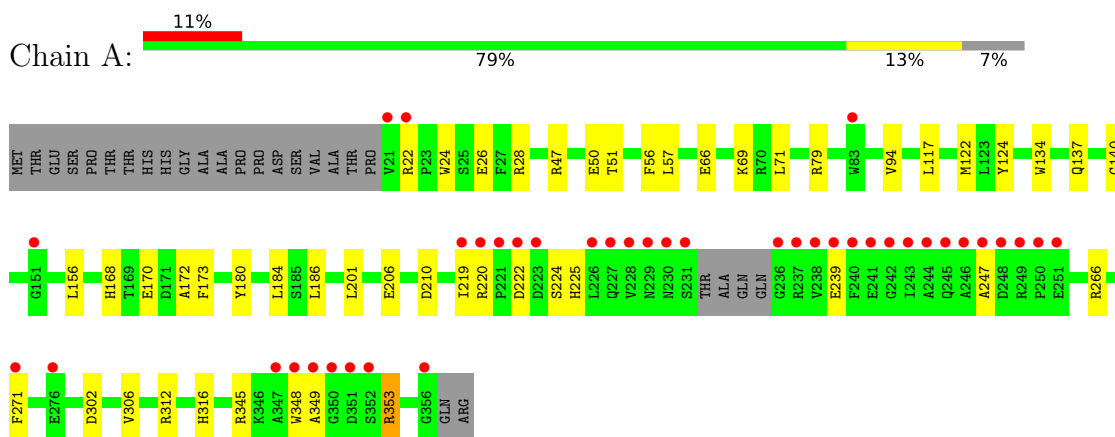 11%
Chain A:
79% 13% 7%
MET THR GLU SER PRO THR THR HIS HIS GLY ALA ALA PRO PRO ASP SER VAL ALA THR PRO V21 R22 P23 W24 S25 E26 F27 R28 R47 E50 T51 F56 L57 E66 K69 R70 L71 R79 W83 V94 L117 M122 L123 Y124 W134 Q137 G140
G151 L156 H168 T169 E170 D171 A172 F173 Y180 L184 S185 L186 L201 E206 D210 I219 R220 P221 D222 D223 S224 H225 L226 Q227 V228 N229 N230 S231 THR ALA GLN GLN G236 R237 V238 E239 F240 E241 G242 I243 A244 Q245 A246 A247 D248 R249 P250 E251 R266
F271 E276 D302 V306 R312 H316 R345 K346 A347 W348 A349 G350 D351 S352 R353 G356 GLN ARG